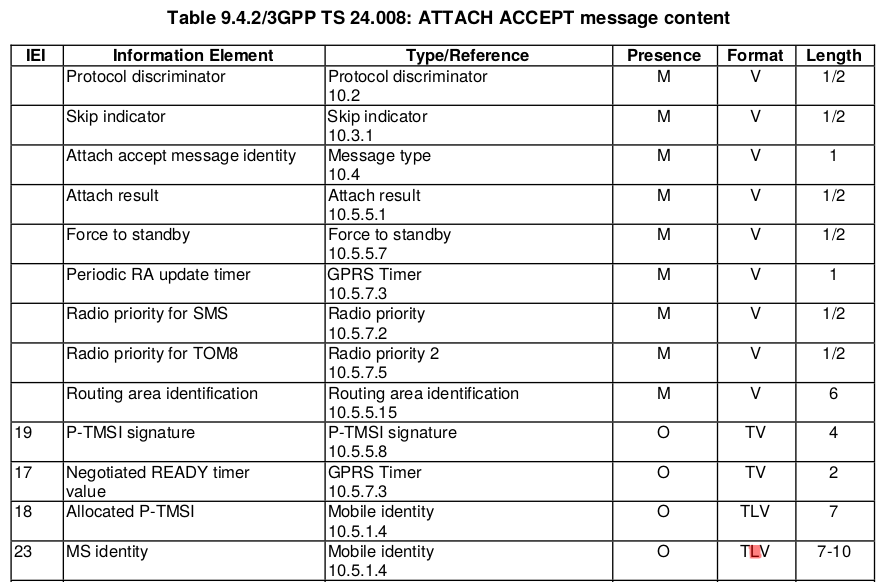 Table 9.4.2/3GPP TS 24.008: ATTACH ACCEPT message content
IEI Information Element Type/Reference Presence Format Length
Protocol discriminator Protocol discriminator M V 1/2
10.2
Skip indicator Skip indicator M V 1/2
10.3.1
Attach accept message identity Message type M V 1
10.4
Attach result Attach result M V 1/2
10.5.5.1
Force to standby Force to standby M V 1/2
10.5.5.7
Periodic RA update timer GPRS Timer M V 1
10.5.7.3
Radio priority for SMS Radio priority M V 1/2
10.5.7.2
Radio priority for TOM8 Radio priority 2 M V 1/2
10.5.7.5
Routing area identification Routing area identification M V 6
10.5.5.15
19 P-TMSI signature P-TMSI signature O TV 4
10.5.5.8
17 Negotiated READY timer GPRS Timer O TV 2
value 10.5.7.3
18 Allocated P-TMSI Mobile identity O TLV 7
10.5.1.4
23 MS identity Mobile identity O TLV 7-10
10.5.1.4